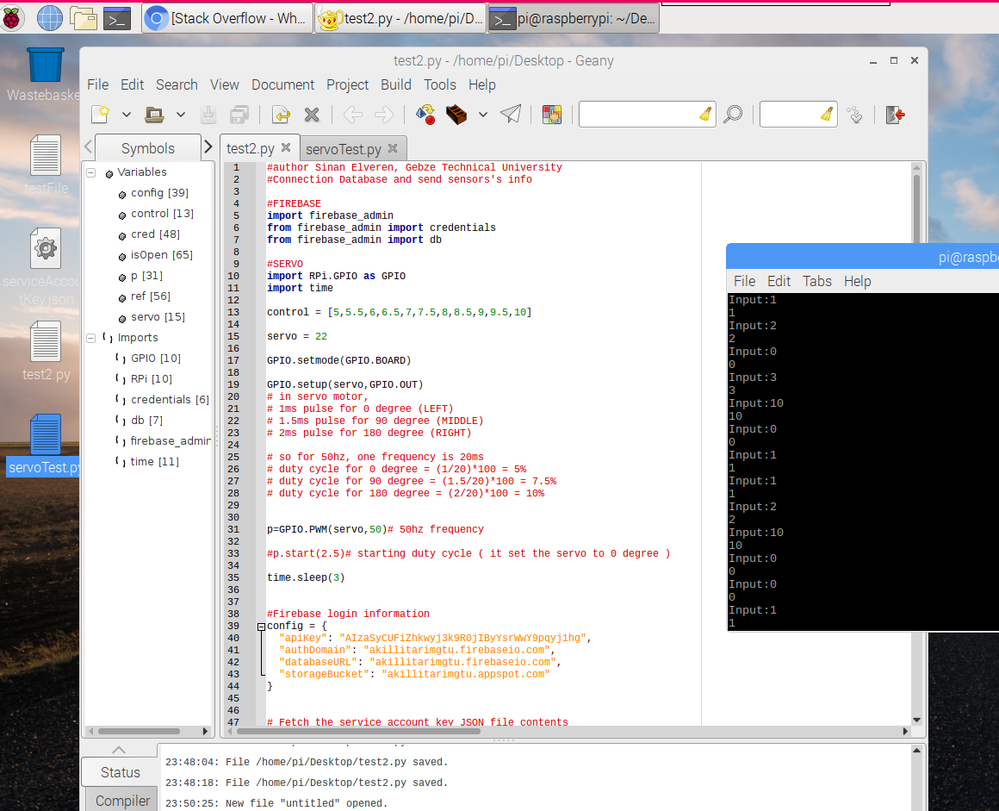 [Stack Overflow - Wh... test2.py - /home/pi/D... pi@raspberrypi: ~/De...
Wastebaske
testFile
serviceAccou
tKey.json
test2.py
servoTest.py
test2.py - /home/pi/Desktop - Geany
File Edit Search View Document Project Build Tools Help
Symbols
test2.py servoTest.py
Variables
config [39]
control [13]
cred [48]
isOpen [65]
p [31]
ref [56]
servo [15]
Imports
GPIO [10]
RPi [10]
credentials [6]
db [7]
firebase_admin
time [11]
1 #author Sinan Elveren, Gebze Technical University
2 #Connection Database and send sensors's info
3
4 #FIREBASE
5 import firebase_admin
6 from firebase_admin import credentials
7 from firebase_admin import db
8
9 #SERVO
10 import RPi.GPIO as GPIO
11 import time
12
13 control = [5,5.5,6,6.5,7,7.5,8,8.5,9,9.5,10]
14
15 servo = 22
16
17 GPIO.setmode(GPIO.BOARD)
18
19 GPIO.setup(servo,GPIO.OUT)
20 # in servo motor,
21 # 1ms pulse for 0 degree (LEFT)
22 # 1.5ms pulse for 90 degree (MIDDLE)
23 # 2ms pulse for 180 degree (RIGHT)
24
25 # so for 50hz, one frequency is 20ms
26 # duty cycle for 0 degree = (1/20)*100 = 5%
27 # duty cycle for 90 degree = (1.5/20)*100 = 7.5%
28 # duty cycle for 180 degree = (2/20)*100 = 10%
29
30
31 p=GPIO.PWM(servo,50)# 50hz frequency
32
33 #p.start(2.5)# starting duty cycle ( it set the servo to 0 degree )
34
35 time.sleep(3)
36
37
38 #Firebase login information
39 config = {
40 "apiKey": "AIzaSyCUFiZhkwyj3k9R0jIByYsrWwY9pqyj1hg",
41 "authDomain": "akillitarimgtu.firebaseio.com",
42 "databaseURL": "akillitarimgtu.firebaseio.com",
43 "storageBucket": "akillitarimgtu.appspot.com"
44 }
45
46
47 # Fetch the service account key JSON file contents
pi@raspbe
File Edit Tabs Help
Input:1
1
Input:2
2
Input:0
0
Input:3
3
Input:10
10
Input:0
0
Input:1
1
Input:1
1
Input:2
2
Input:10
10
Input:0
0
Input:0
0
Input:1
1
Status
Compiler
23:48:04: File /home/pi/Desktop/test2.py saved.
23:48:18: File /home/pi/Desktop/test2.py saved.
23:50:25: New file "untitled" opened.